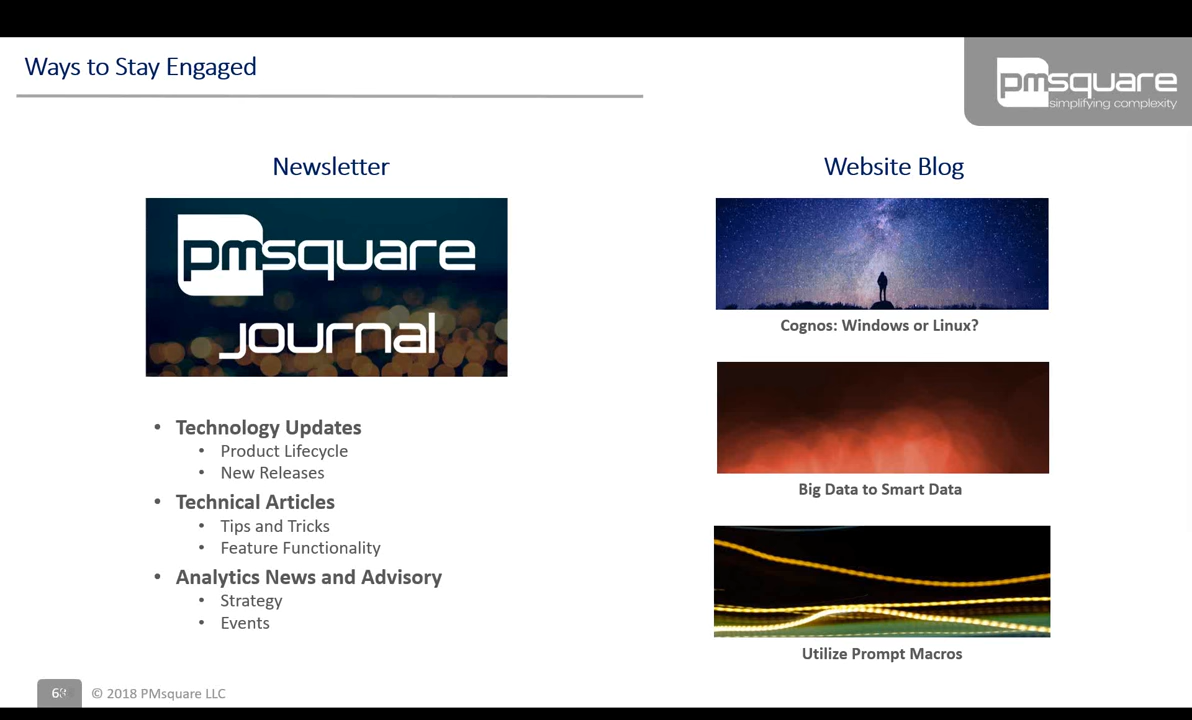 Ways to Stay Engaged
pmsquare
simplifying complexity
Newsletter
pmsquare
journal
• Technology Updates
• Product Lifecycle
• New Releases
• Technical Articles
• Tips and Tricks
• Feature Functionality
• Analytics News and Advisory
• Strategy
• Events
Website Blog
Cognos: Windows or Linux?
Big Data to Smart Data
Utilize Prompt Macros
© 2018 PMsquare LLC